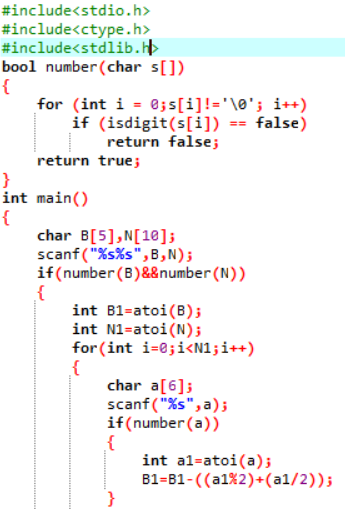 #include<stdio.h>
#include<ctype.h>
#include<stdlib.h>
bool number(char s[])
{
for (int i = 0;s[i]!='\0'; i++)
if (isdigit(s[i]) == false)
return false;
return true;
}
int main()
{
char B[5],N[10];
scanf("%s%s",B,N);
if(number(B)&&number(N))
{
int B1=atoi(B);
int N1=atoi(N);
for(int i=0;i<N1;i++)
{
char a[6];
scanf("%s",a);
if(number(a))
{
int a1=atoi(a);
B1=B1-((a1%2)+(a1/2));
}